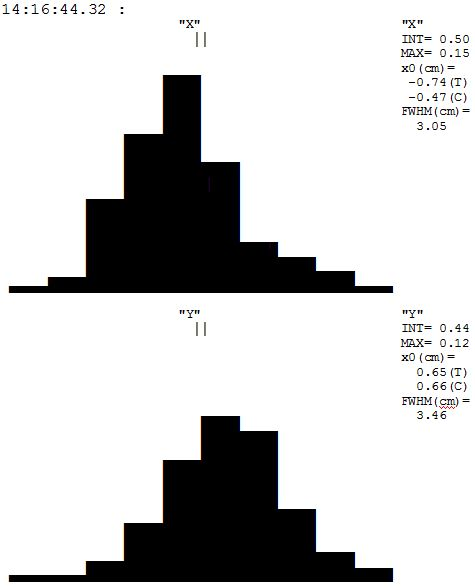 14:16:44.32 :
"X"
||
"X"
INT= 0.50
MAX= 0.15
x0(cm)=
-0.74(T)
-0.47(C)
FWHM(cm)=
3.05
"Y"
||
"Y"
INT= 0.44
MAX= 0.12
x0(cm)=
0.65(T)
0.66(C)
FWHM(cm)=
3.46